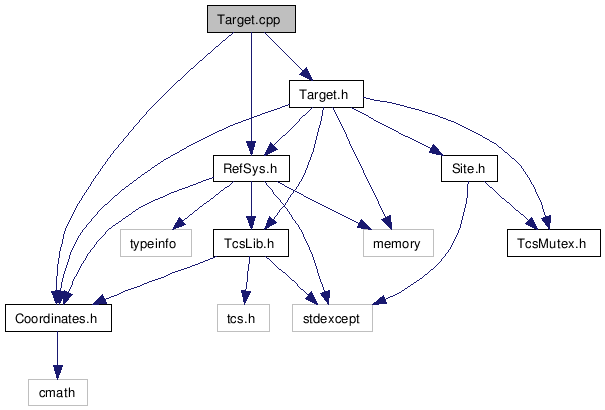 Target.cpp
Target.h
RefSys.h
Site.h
typeinfo
TcsLib.h
memory
TcsMutex.h
Coordinates.h
tcs.h
stdexcept
cmath